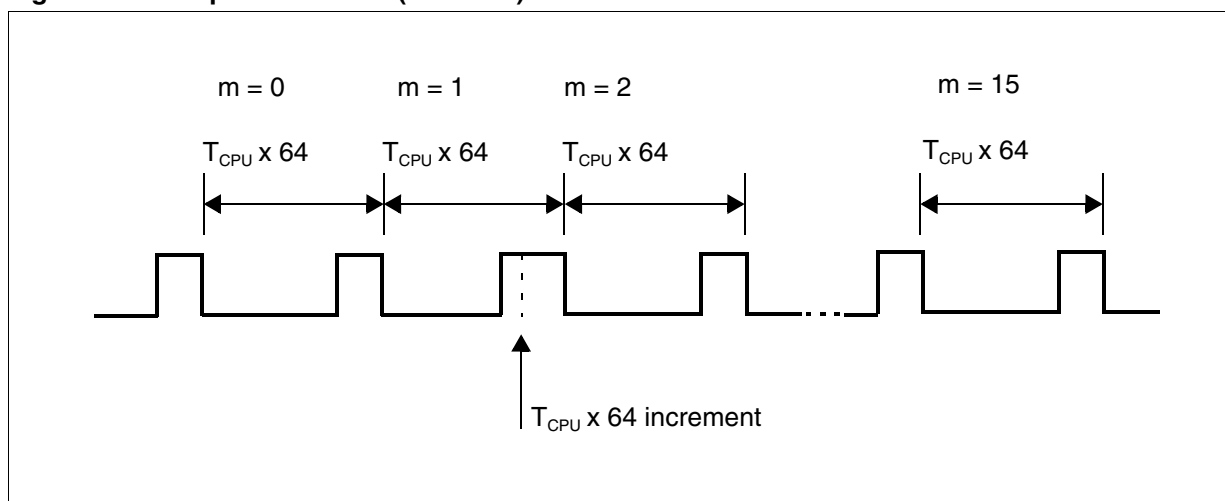 m = 0 m = 1 m = 2 m = 15
T_CPU x 64 T_CPU x 64 T_CPU x 64 T_CPU x 64
T_CPU x 64 increment